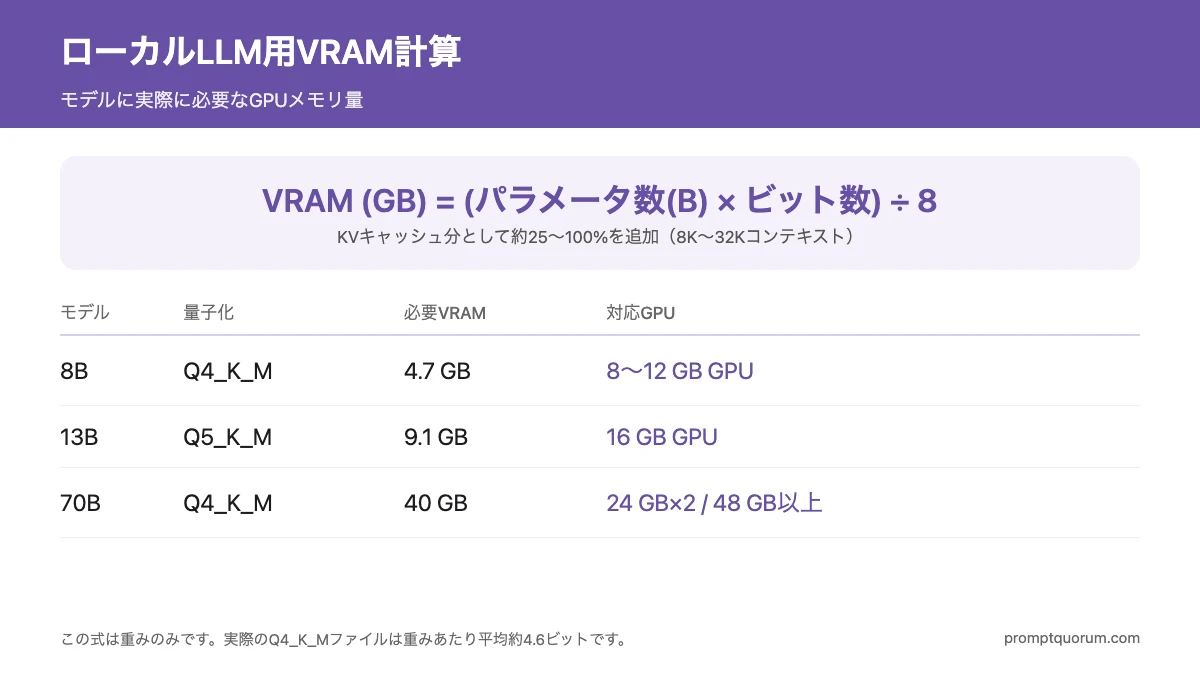 ローカルLLM用VRAM計算
モデルに実際に必要なGPUメモリ量
VRAM (GB) = (パラメータ数(B) × ビット数) ÷ 8
KVキャッシュ分として約25〜100%を追加（8K〜32Kコンテキスト）
モデル 量子化 必要VRAM 対応GPU
8B Q4_K_M 4.7 GB 8〜12 GB GPU
13B Q5_K_M 9.1 GB 16 GB GPU
70B Q4_K_M 40 GB 24 GB×2 / 48 GB以上
この式は重みのみです。実際のQ4_K_Mファイルは重みあたり平均約4.6ビットです。 promptquorum.com